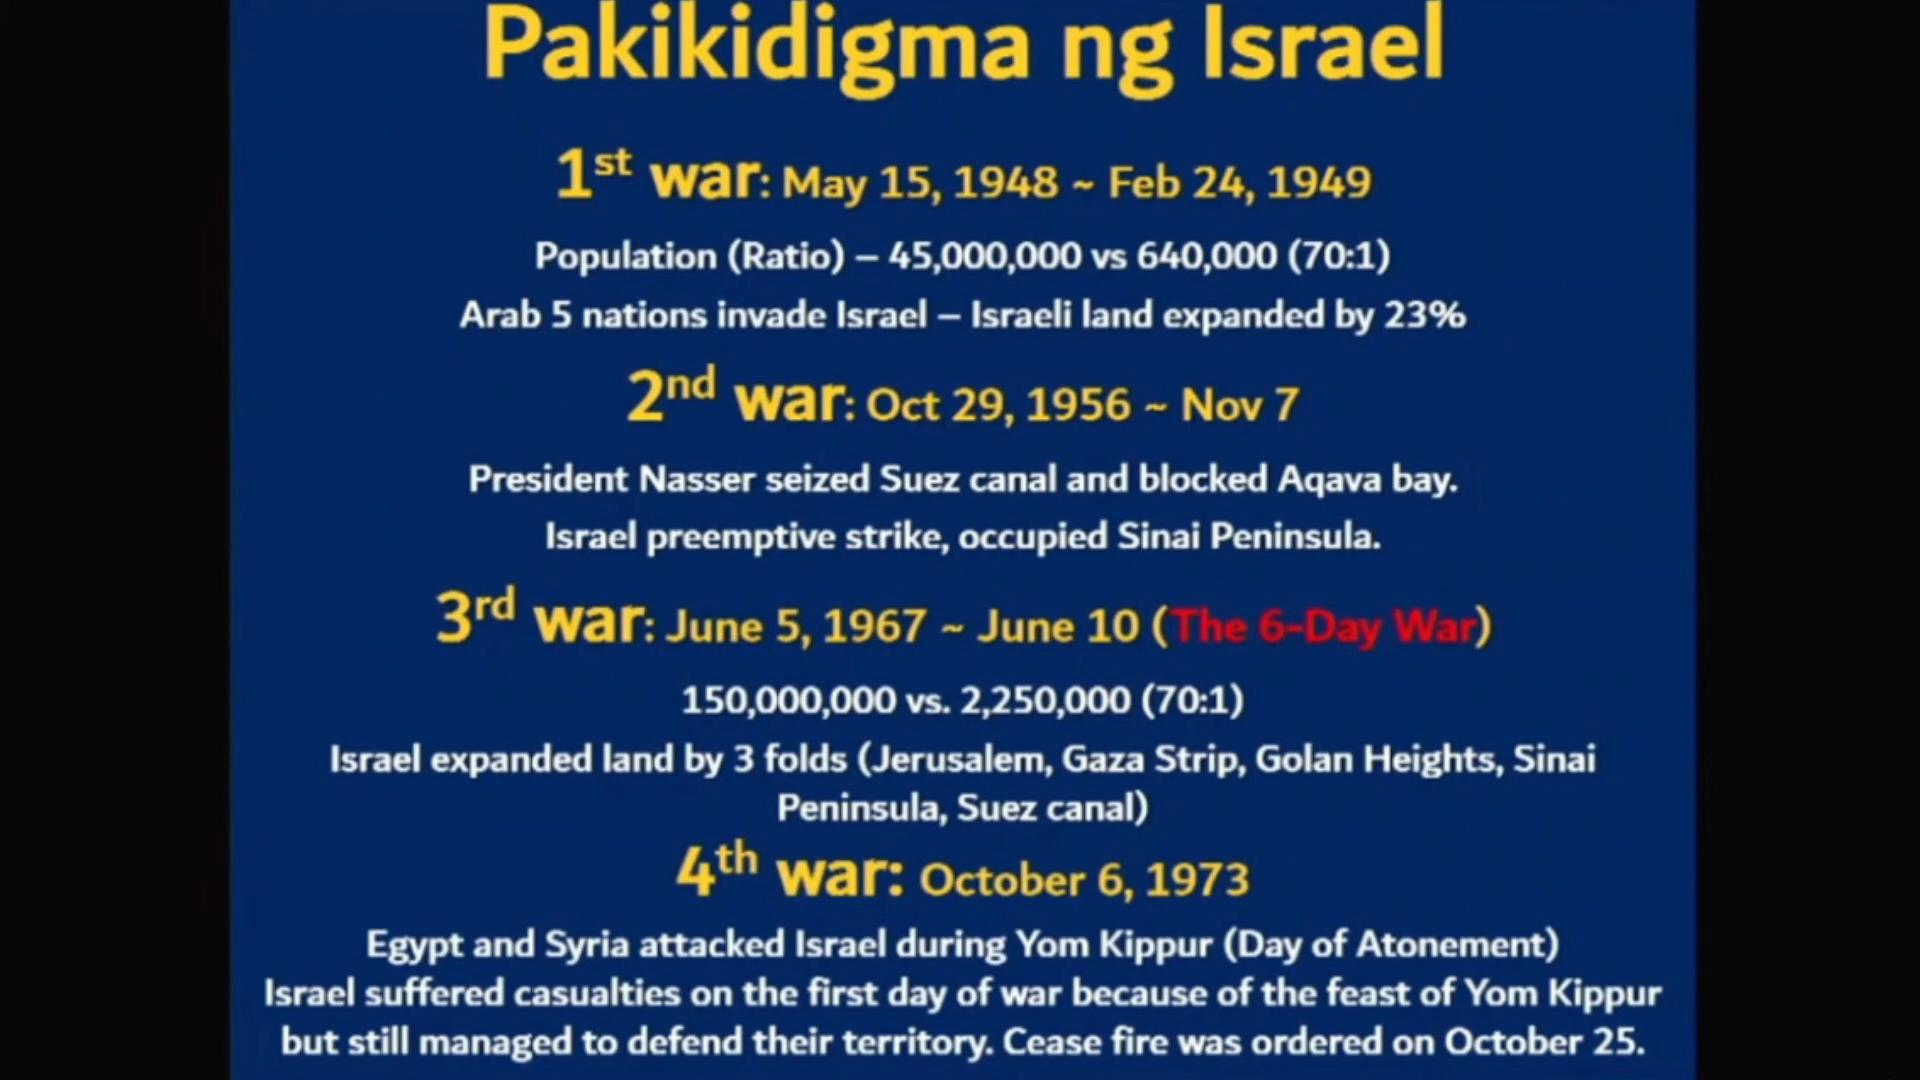 Pakikidigma ng Israel
1st war: May 15, 1948 ~ Feb 24, 1949
Population (Ratio) – 45,000,000 vs 640,000 (70:1)
Arab 5 nations invade Israel – Israeli land expanded by 23%
2nd war: Oct 29, 1956 ~ Nov 7
President Nasser seized Suez canal and blocked Aqava bay.
Israel preemptive strike, occupied Sinai Peninsula.
3rd war: June 5, 1967 ~ June 10 (The 6-Day War)
150,000,000 vs. 2,250,000 (70:1)
Israel expanded land by 3 folds (Jerusalem, Gaza Strip, Golan Heights, Sinai
Peninsula, Suez canal)
4th war: October 6, 1973
Egypt and Syria attacked Israel during Yom Kippur (Day of Atonement)
Israel suffered casualties on the first day of war because of the feast of Yom Kippur
but still managed to defend their territory. Cease fire was ordered on October 25.